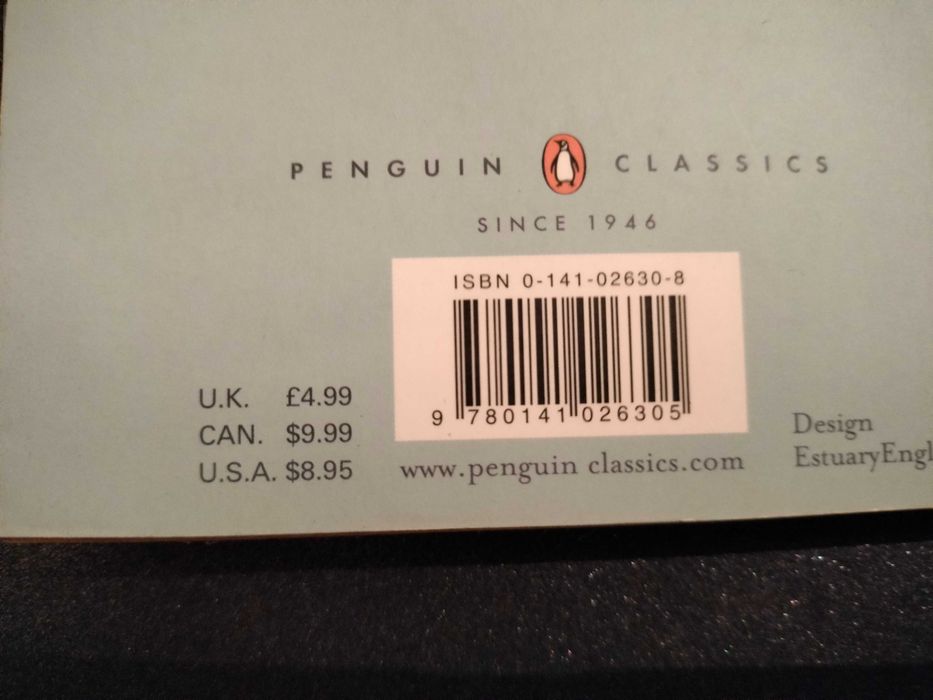 PENGUIN CLASSICS
SINCE 1946
ISBN 0-141-02630-8
9 780141 026305
U.K. £4.99
CAN. $9.99
U.S.A. $8.95
www.penguin classics.com
Design
EstuaryEngl